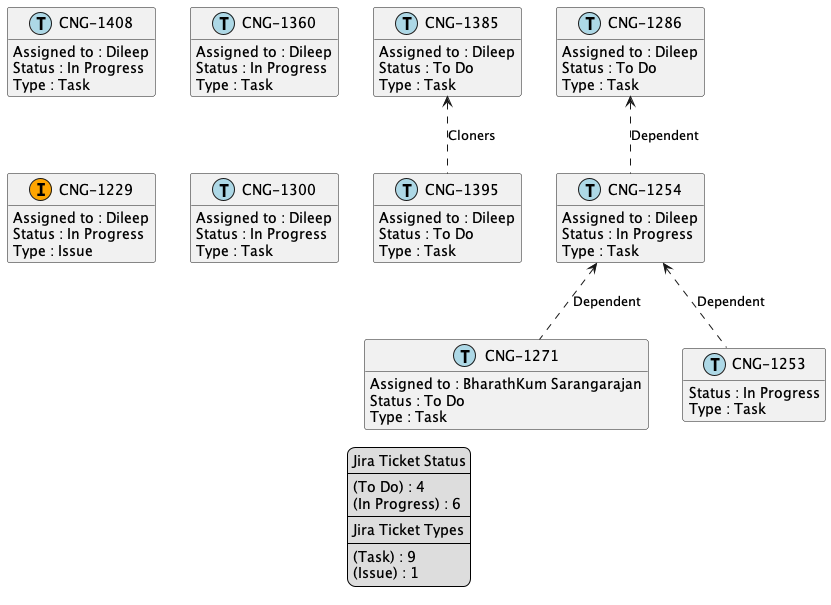 T CNG-1408
Assigned to : Dileep
Status : In Progress
Type : Task
T CNG-1360
Assigned to : Dileep
Status : In Progress
Type : Task
T CNG-1385
Assigned to : Dileep
Status : To Do
Type : Task
T CNG-1286
Assigned to : Dileep
Status : To Do
Type : Task
Cloners
Dependent
I CNG-1229
Assigned to : Dileep
Status : In Progress
Type : Issue
T CNG-1300
Assigned to : Dileep
Status : In Progress
Type : Task
T CNG-1395
Assigned to : Dileep
Status : To Do
Type : Task
T CNG-1254
Assigned to : Dileep
Status : In Progress
Type : Task
Dependent
Dependent
T CNG-1271
Assigned to : BharathKum Sarangarajan
Status : To Do
Type : Task
T CNG-1253
Status : In Progress
Type : Task
Jira Ticket Status
(To Do) : 4
(In Progress) : 6
Jira Ticket Types
(Task) : 9
(Issue) : 1